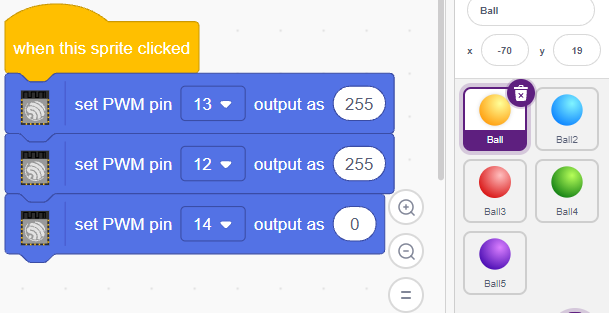 when this sprite clicked
set PWM pin 13 output as 255
set PWM pin 12 output as 255
set PWM pin 14 output as 0
Ball
x -70 y 19
Ball
Ball2
Ball3
Ball4
Ball5